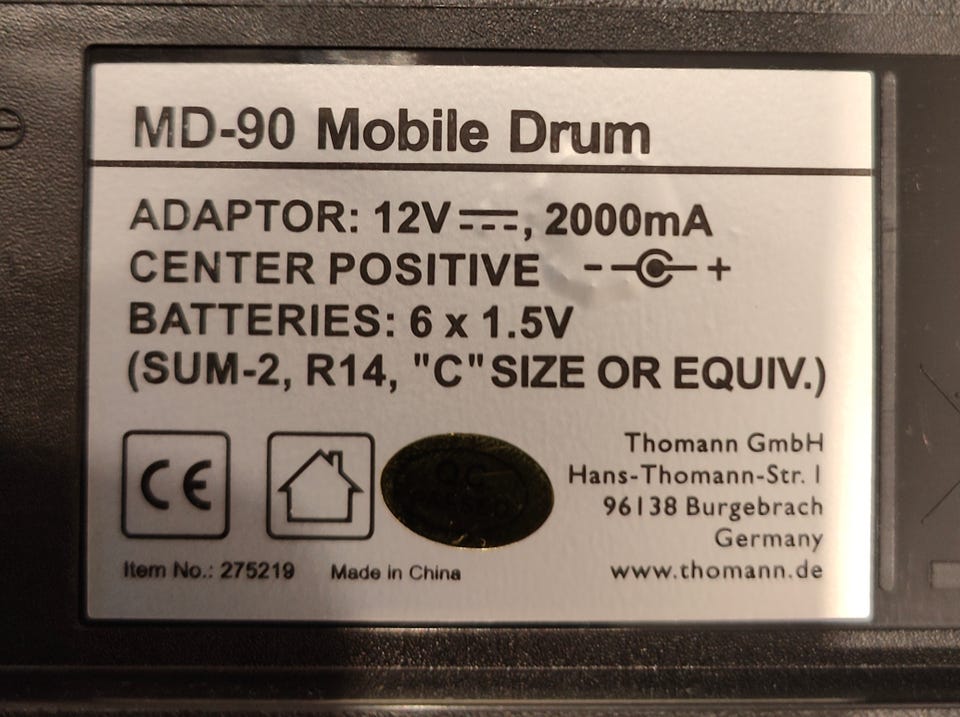 MD-90 Mobile Drum
ADAPTOR: 12V⎓, 2000mA
CENTER POSITIVE - +
BATTERIES: 6 x 1.5V
(SUM-2, R14, "C" SIZE OR EQUIV.)
CE
QC
Thomann GmbH
Hans-Thomann-Str. 1
96138 Burgebrach
Germany
www.thomann.de
Item No.: 275219 Made in China